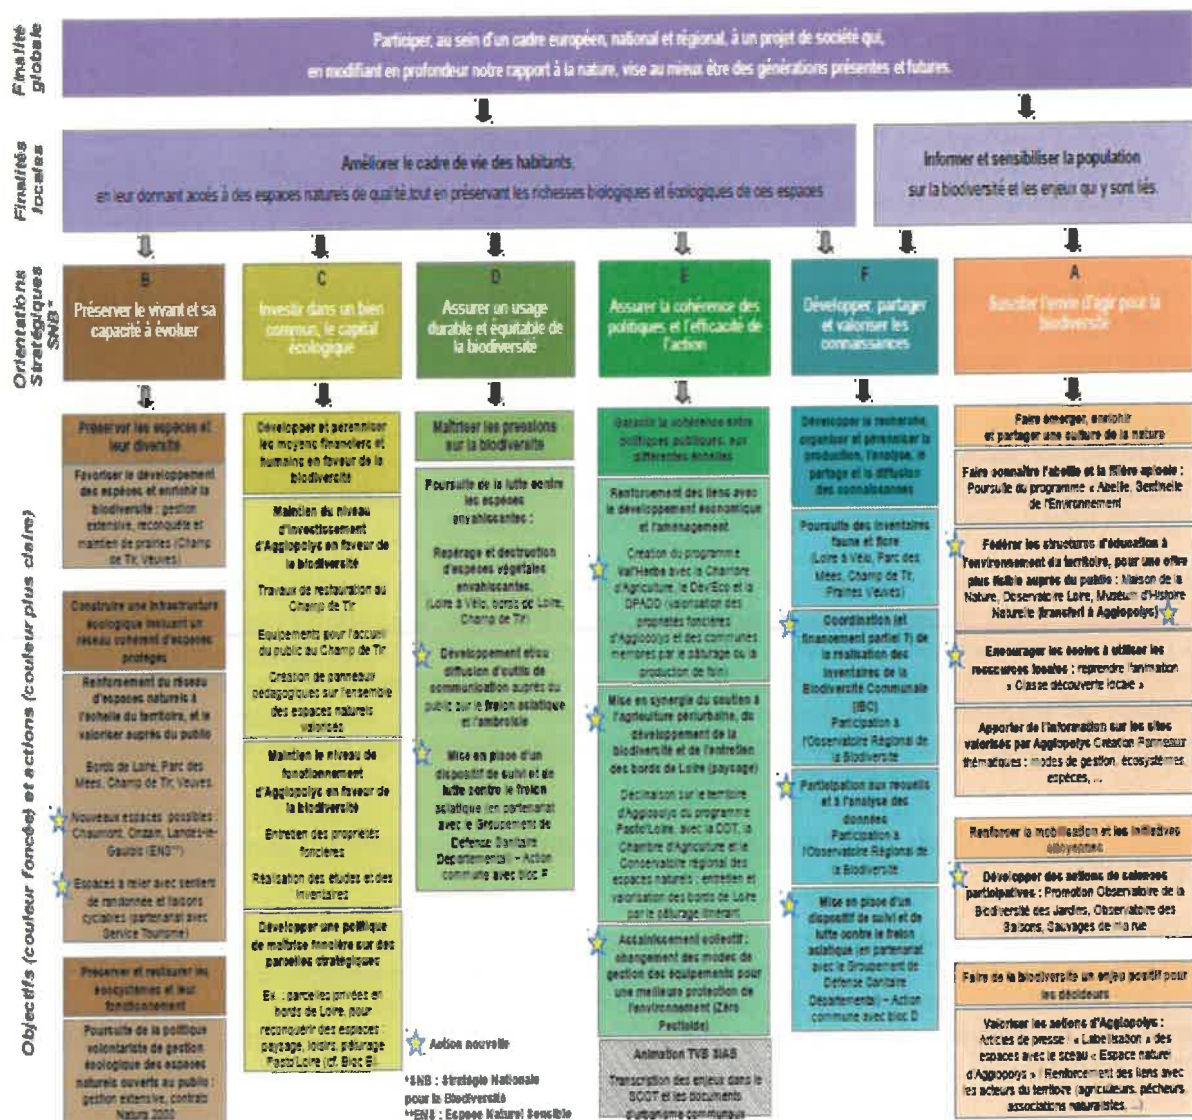 Finalité
globale
Participer, au sein d'un cadre européen, national et régional, à un projet de société qui,
en modifiant en profondeur notre rapport à la nature, vise au mieux être des générations présentes et futures.
Finalités
locales
Améliorer le cadre de vie des habitants,
en leur donnant accès à des espaces naturels de qualité tout en préservant les richesses biologiques et écologiques de ces espaces
Informer et sensibiliser la population
sur la biodiversité et les enjeux qui y sont liés.
Orientations
Stratégiques
SNB*
B
Préserver le vivant et sa
capacité à évoluer
C
Investir dans un bien
commun, le capital
écologique
D
Assurer un usage
durable et équitable de
la biodiversité
E
Assurer la cohérence des
politiques et l'efficacité de
l'action
F
Développer, partager
et valoriser les
connaissances
A
Susciter l'envie d'agir pour la
biodiversité
Objectifs (couleur foncée) et actions (couleur plus claire)
Préserver les espèces et
leur diversité
Favoriser le développement
des espèces et enrichir la
biodiversité : gestion
extensive, reconquête et
maintien de prairies (Champ
de Tir, Veuves)
Construire une infrastructure
écologique incluant un
réseau cohérent d'espaces
protégés
Renforcement du réseau
d'espaces naturels à
l'échelle du territoire, et le
valoriser auprès du public
Bords de Loire, Parc des
Mées, Champ de Tir, Veuves
Nouveaux espaces possibles :
Chaumont, Onzain, Landes-le-
Gaulois (ENS**)
Espaces à relier avec sentiers
de randonnée et liaisons
cyclables (partenariat avec
Service Tourisme)
Préserver et restaurer les
écosystèmes et leur
fonctionnement
Poursuite de la politique
volontariste de gestion
écologique des espaces
naturels ouverts au public :
gestion extensive, contrats
Natura 2000
Développer et pérenniser
les moyens financiers et
humains en faveur de la
biodiversité
Maintien du niveau
d'investissement
d'Agglopolys en faveur de
la biodiversité
Travaux de restauration au
Champ de Tir
Equipements pour l'accueil
du public au Champ de Tir
Création de panneaux
pédagogiques sur l'ensemble
des espaces naturels
valorisés
Maintien le niveau de
fonctionnement
d'Agglopolys en faveur de
la biodiversité
Entretien des propriétés
foncières
Réalisation des études et des
inventaires
Développer une politique
de maîtrise foncière sur des
parcelles stratégiques
Ex. : parcelles privées en
bords de Loire, pour
reconquérir des espaces :
paysage, loisirs, pâturage
Pasto'Loire (cf. Bloc E)
Maîtriser les pressions
sur la biodiversité
Poursuite de la lutte contre
les espèces
envahissantes :
Repérage et destruction
d'espèces végétales
envahissantes.
(Loire à Vélo, bords de Loire,
Champ de Tir)
Développement et/ou
diffusion d'outils de
communication auprès du
public sur le frelon asiatique
et l'ambroisie
Mise en place d'un
dispositif de suivi et de
lutte contre le frelon
asiatique (en partenariat
avec le Groupement de
Défense Sanitaire
Départemental) – Action
commune avec bloc F
Action nouvelle
*SNB : Stratégie Nationale
pour la Biodiversité
**ENS : Espace Naturel Sensible
Garantir la cohérence entre
politiques publiques, aux
différentes échelles
Renforcement des liens avec
le développement économique
et l'aménagement
Création du programme
Val'Herbe avec la Chambre
d'Agriculture, le Dev'Eco et la
DPADD (valorisation des
propriétés foncières
d'Agglopolys et des communes
membres par le pâturage ou la
production de foin)
Mise en synergie du soutien à
l'agriculture périurbaine, du
développement de la
biodiversité et de l'entretien
des bords de Loire (paysage)
Déclinaison sur le territoire
d'Agglopolys du programme
Pasto'Loire, avec la DDT, la
Chambre d'Agriculture et le
Conservatoire régional des
espaces naturels : entretien et
valorisation des bords de Loire
par le pâturage itinérant
Assainissement collectif :
changement des modes de
gestion des équipements pour
une meilleure protection de
l'environnement (Zéro
Pesticide)
Animation TVB SIAB
Transcription des enjeux dans le
SCOT et les documents
d'urbanisme communaux
Développer la recherche,
organiser et pérenniser la
production, l'analyse, le
partage et la diffusion
des connaissances
Poursuite des inventaires
faune et flore
(Loire à Vélo, Parc des
Mées, Champ de Tir,
Prairies Veuves)
Coordination (et
financement partiel ?) de
la réalisation des
Inventaires de la
Biodiversité Communale
(IBC)
Participation à
l'Observatoire Régional de
la Biodiversité
Participation aux recueils
et à l'analyse des
données
Participation à
l'Observatoire Régional de
la Biodiversité
Mise en place d'un
dispositif de suivi et de
lutte contre le frelon
asiatique (en partenariat
avec le Groupement de
Défense Sanitaire
Départemental) – Action
commune avec bloc D
Faire émerger, enrichir
et partager une culture de la nature
Faire connaître l'abeille et la filière apicole :
Poursuite du programme « Abeille, Sentinelle
de l'Environnement
Fédérer les structures d'éducation à
l'environnement du territoire, pour une offre
plus lisible auprès du public : Maison de la
Nature, Observatoire Loire, Muséum d'Histoire
Naturelle (transfert à Agglopolys)
Encourager les écoles à utiliser les
ressources locales : reprendre l'animation
« Classe découverte locale »
Apporter de l'information sur les sites
valorisés par Agglopolys Création Panneaux
thématiques : modes de gestion, écosystèmes,
espèces, ...
Renforcer la mobilisation et les initiatives
citoyennes
Développer des actions de sciences
participatives : Promotion Observatoire de la
Biodiversité des Jardins, Observatoire des
Saisons, Sauvages de ma rue
Faire de la biodiversité un enjeu positif pour
les décideurs
Valoriser les actions d'Agglopolys :
Articles de presse / « Labellisation » des
espaces avec le sceau « Espace naturel
d'Agglopolys » / Renforcement des liens avec
les acteurs du territoire (agriculteurs, pêcheurs,
associations naturalistes, ...)